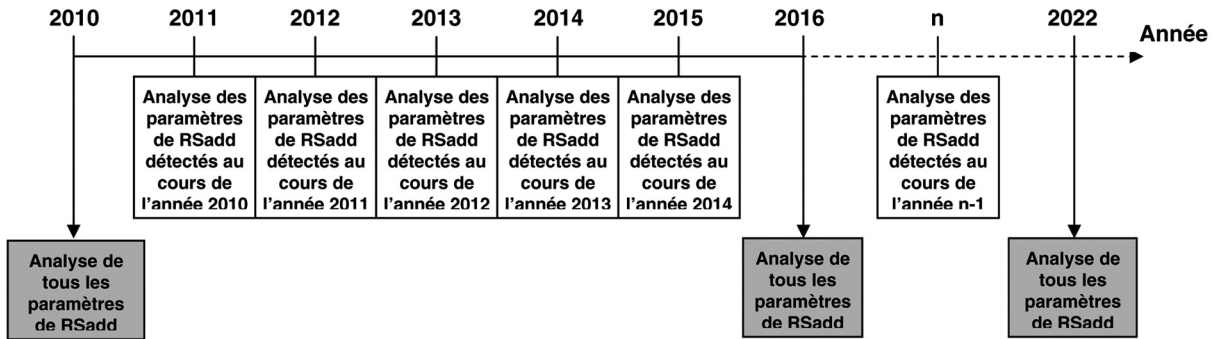 2010
2011
2012
2013
2014
2015
2016
n
2022
Année
Analyse des
paramètres
de RSadd
détectés au
cours de
l'année 2010
Analyse des
paramètres
de RSadd
détectés au
cours de
l'année 2011
Analyse des
paramètres
de RSadd
détectés au
cours de
l'année 2012
Analyse des
paramètres
de RSadd
détectés au
cours de
l'année 2013
Analyse des
paramètres
de RSadd
détectés au
cours de
l'année 2014
Analyse des
paramètres
de RSadd
détectés au
cours de
l'année n-1
Analyse de
tous les
paramètres
de RSadd
Analyse de
tous les
paramètres
de RSadd
Analyse de
tous les
paramètres
de RSadd